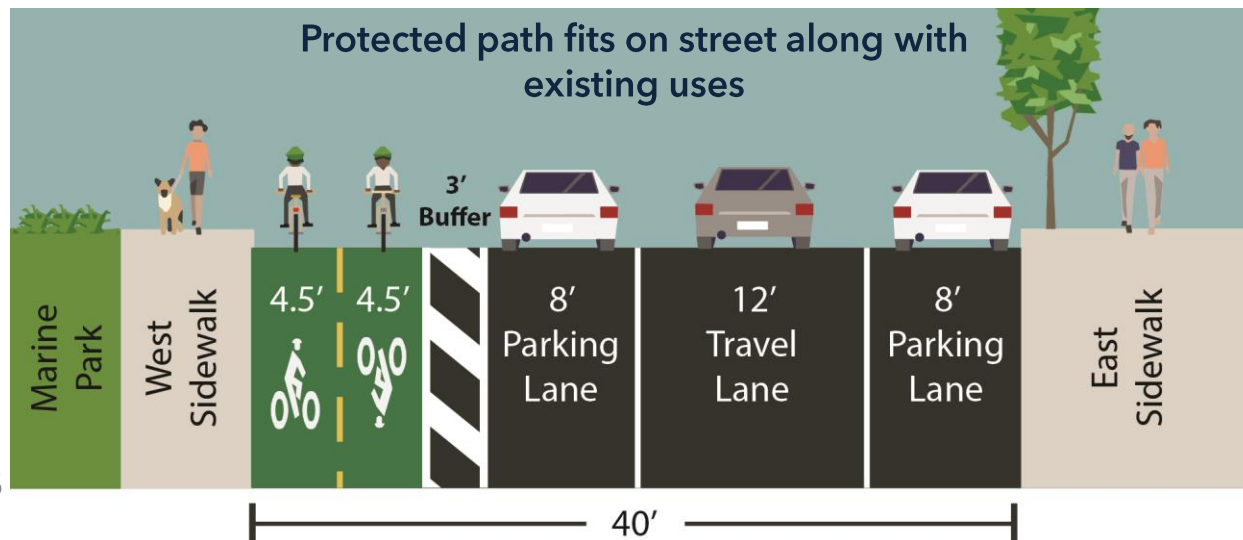 Protected path fits on street along with
existing uses
3’
Buffer
Marine
Park
West
Sidewalk
4.5’
4.5’
8’
Parking
Lane
12’
Travel
Lane
8’
Parking
Lane
East
Sidewalk
40’